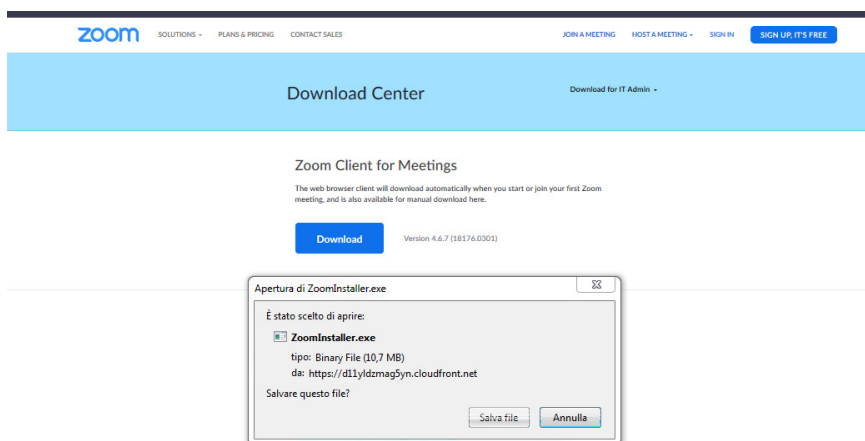 zoom SOLUTIONS PLANS & PRICING CONTACT SALES JOIN A MEETING HOST A MEETING SIGN IN SIGN UP, IT'S FREE
Download Center Download for IT Admin
Zoom Client for Meetings
The web browser client will download automatically when you start or join your first Zoom
meeting, and is also available for manual download here.
Download Version 4.6.7 (18176.0301)
Apertura di ZoomInstaller.exe
È stato scelto di aprire:
ZoomInstaller.exe
tipo: Binary File (10,7 MB)
da: https://d11yldzmag5yn.cloudfront.net
Salvare questo file?
Salva file Annulla